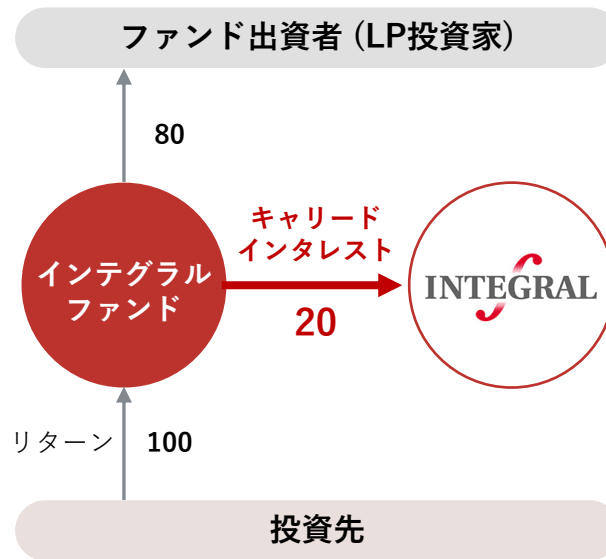 ファンド出資者 (LP投資家)
80
キャリード
インタレスト
インテグラル
ファンド
INTEGRAL
20
リターン 100
投資先